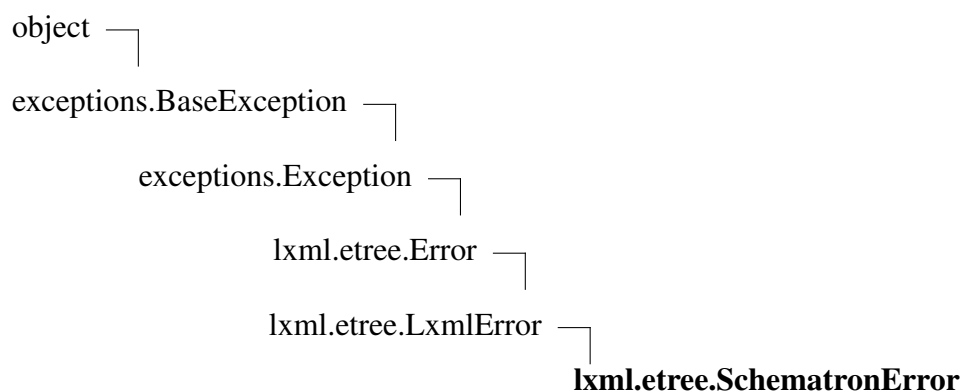 object
exceptions.BaseException
exceptions.Exception
lxml.etree.Error
lxml.etree.LxmlError
lxml.etree.SchematronError